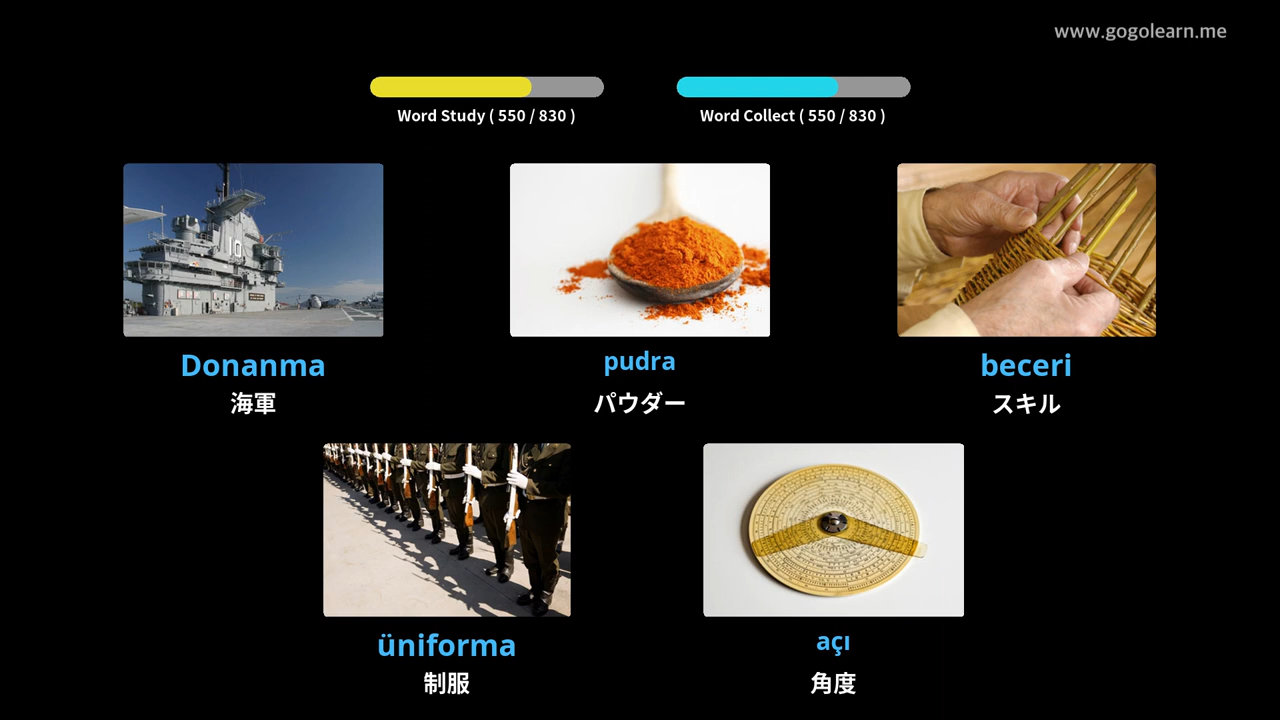 www.gogolearn.me
Word Study ( 550 / 830 )
Word Collect ( 550 / 830 )
10
Donanma
海軍
pudra
パウダー
beceri
スキル
üniforma
制服
açı
角度